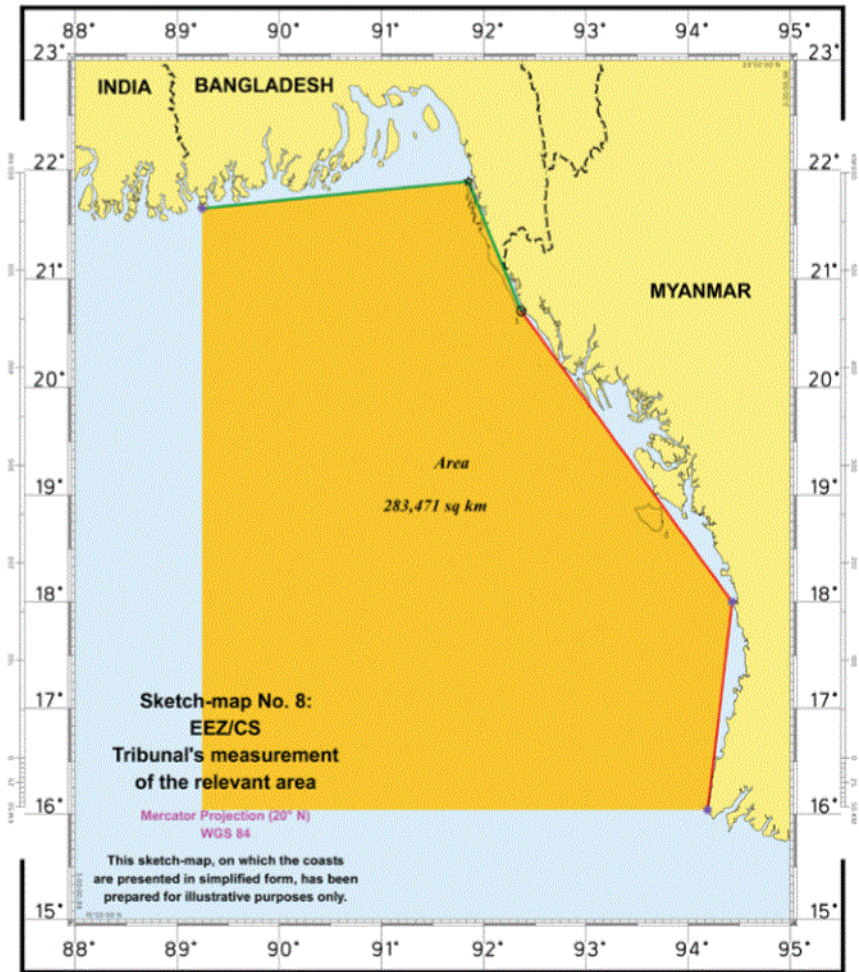 88° 89° 90° 91° 92° 93° 94° 95°
23° 23°
INDIA BANGLADESH
22° 22°
21° 21°
MYANMAR
20° 20°
Area
19° 19°
283,471 sq km
18° 18°
17° 17°
Sketch-map No. 8:
EEZ/CS
Tribunal's measurement
of the relevant area
16° 16°
Mercator Projection (20° N)
WGS 84
This sketch-map, on which the coasts
are presented in simplified form, has been
prepared for illustrative purposes only.
15° 15°
88° 89° 90° 91° 92° 93° 94° 95°